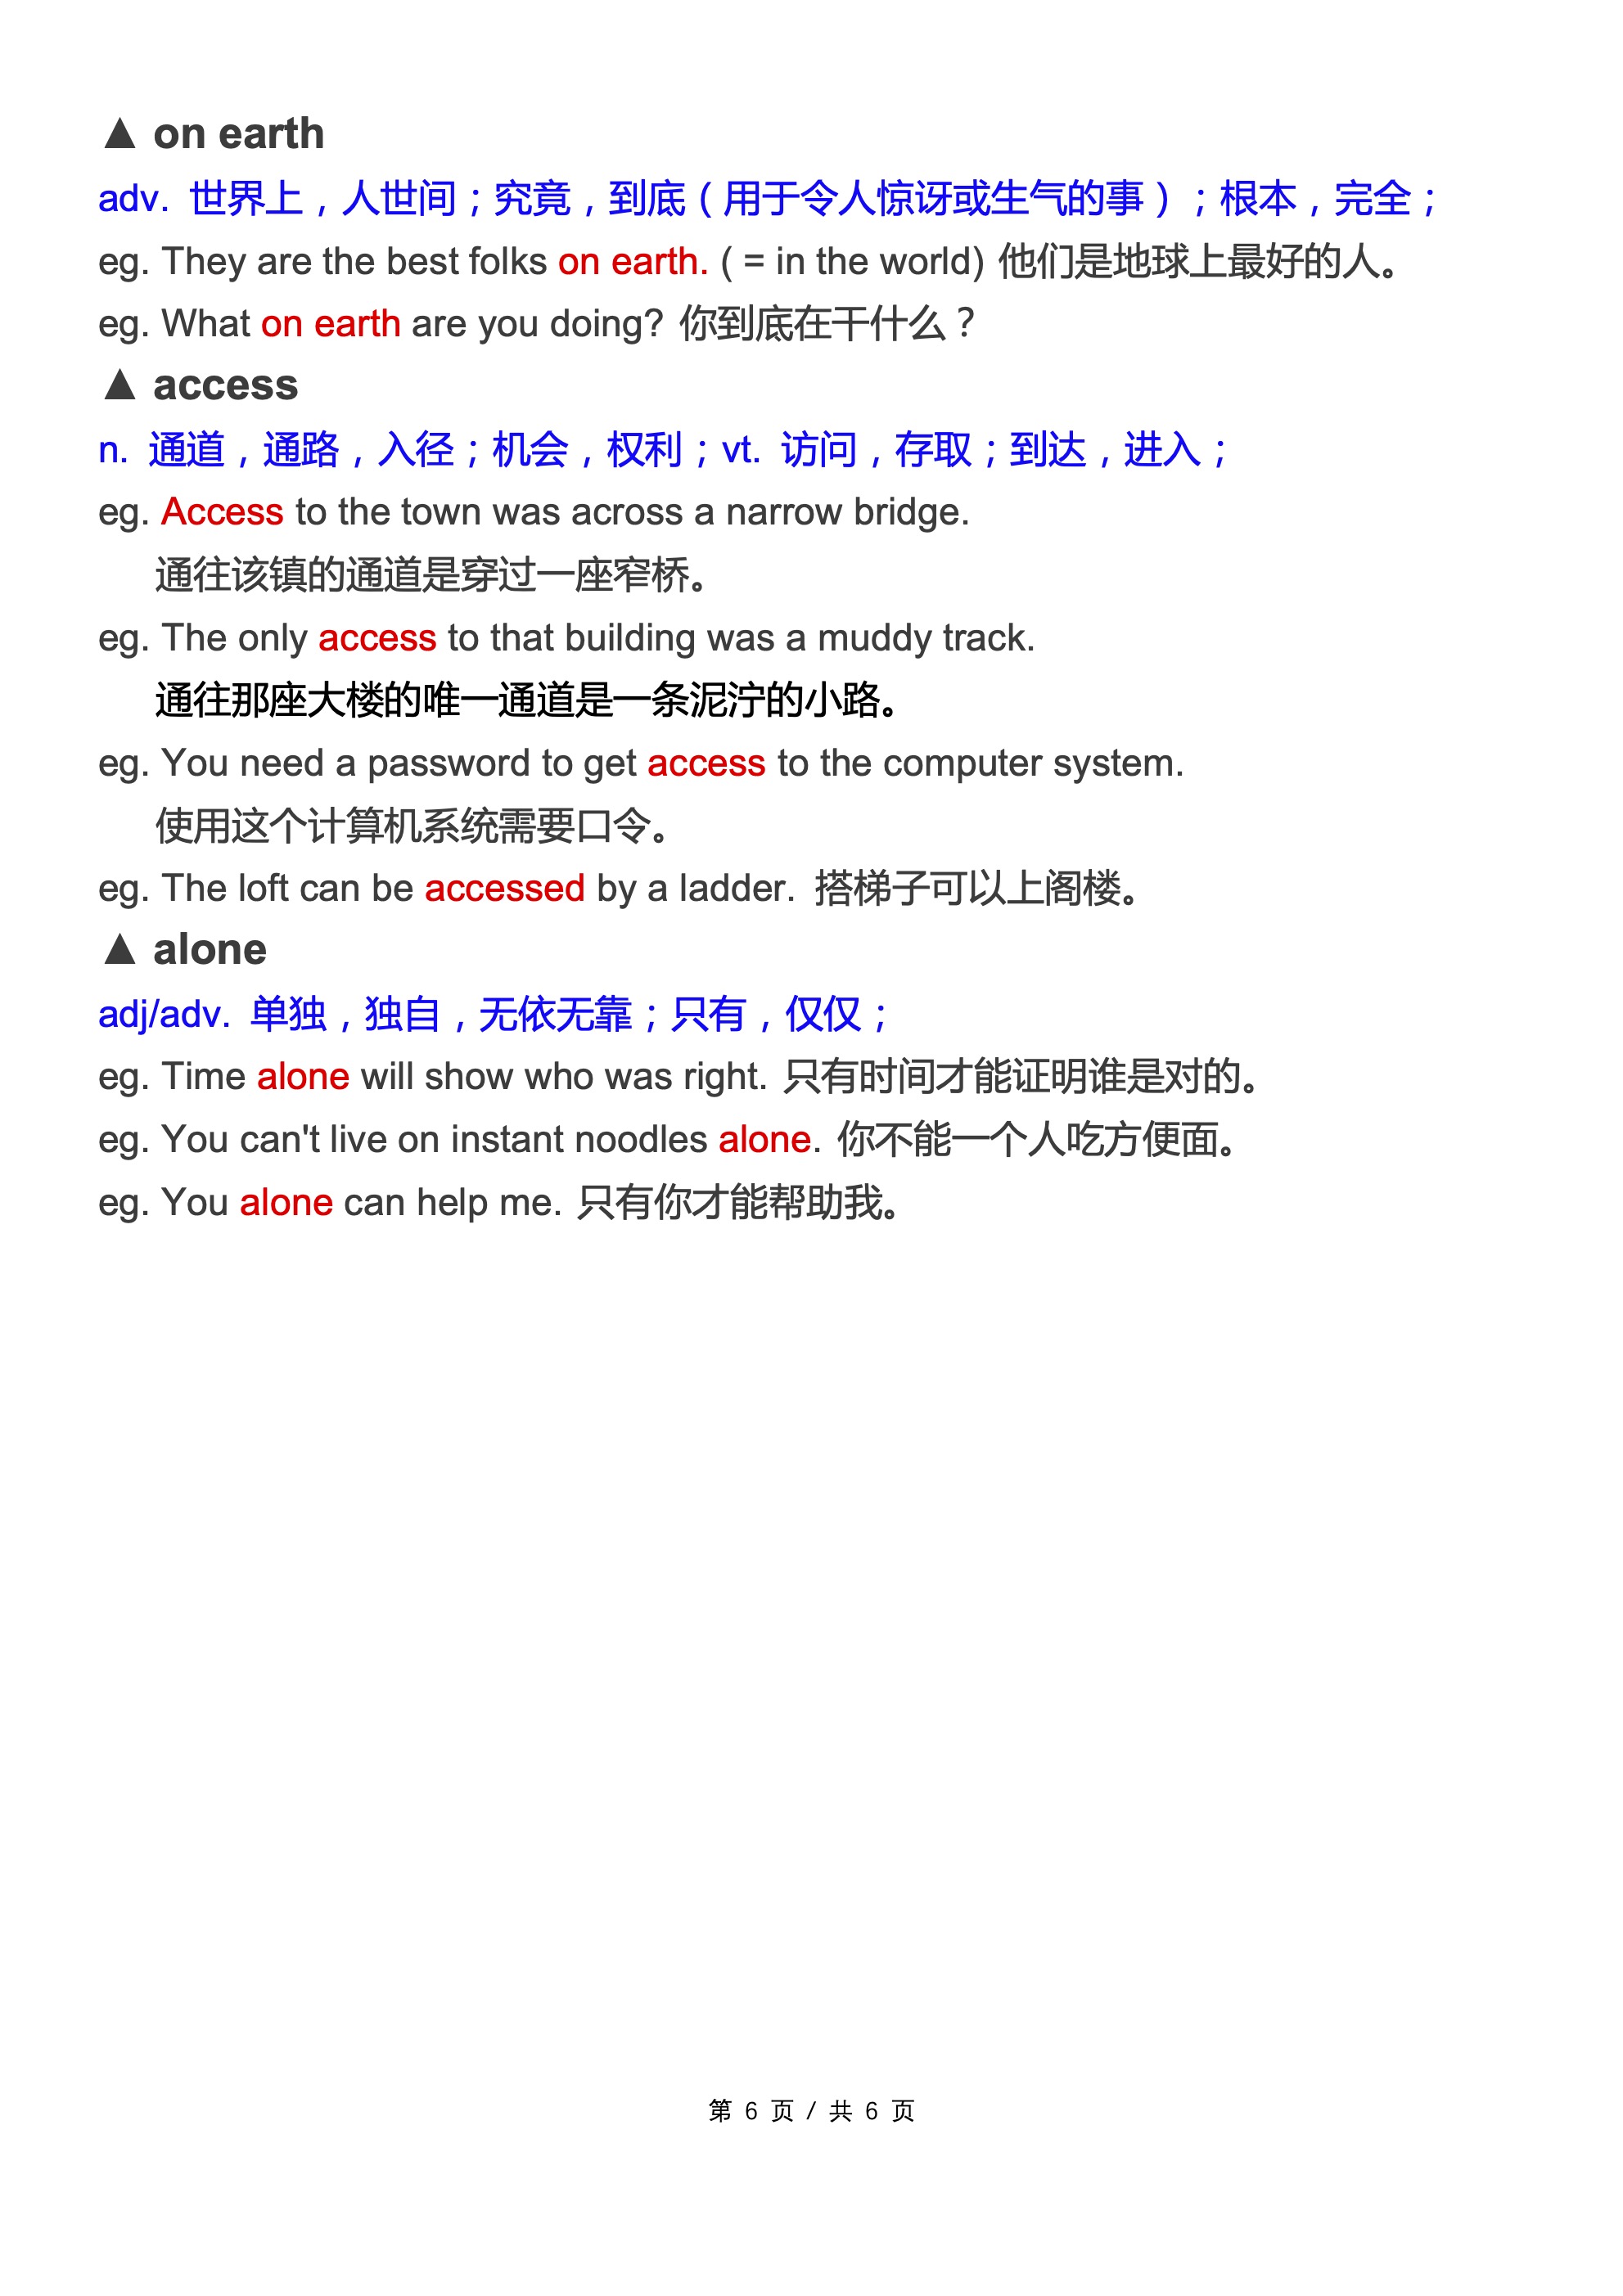 ▲ on earth
adv. 世界上，人世间；究竟，到底（用于令人惊讶或生气的事）；根本，完全；
eg. They are the best folks on earth. ( = in the world) 他们是地球上最好的人。
eg. What on earth are you doing? 你到底在干什么？
▲ access
n. 通道，通路，入径；机会，权利；vt. 访问，存取；到达，进入；
eg. Access to the town was across a narrow bridge.
通往该镇的通道是穿过一座窄桥。
eg. The only access to that building was a muddy track.
通往那座大楼的唯一通道是一条泥泞的小路。
eg. You need a password to get access to the computer system.
使用这个计算机系统需要口令。
eg. The loft can be accessed by a ladder. 搭梯子可以上阁楼。
▲ alone
adj/adv. 单独，独自，无依无靠；只有，仅仅；
eg. Time alone will show who was right. 只有时间才能证明谁是对的。
eg. You can't live on instant noodles alone. 你不能一个人吃方便面。
eg. You alone can help me. 只有你才能帮助我。
第 6 页 / 共 6 页